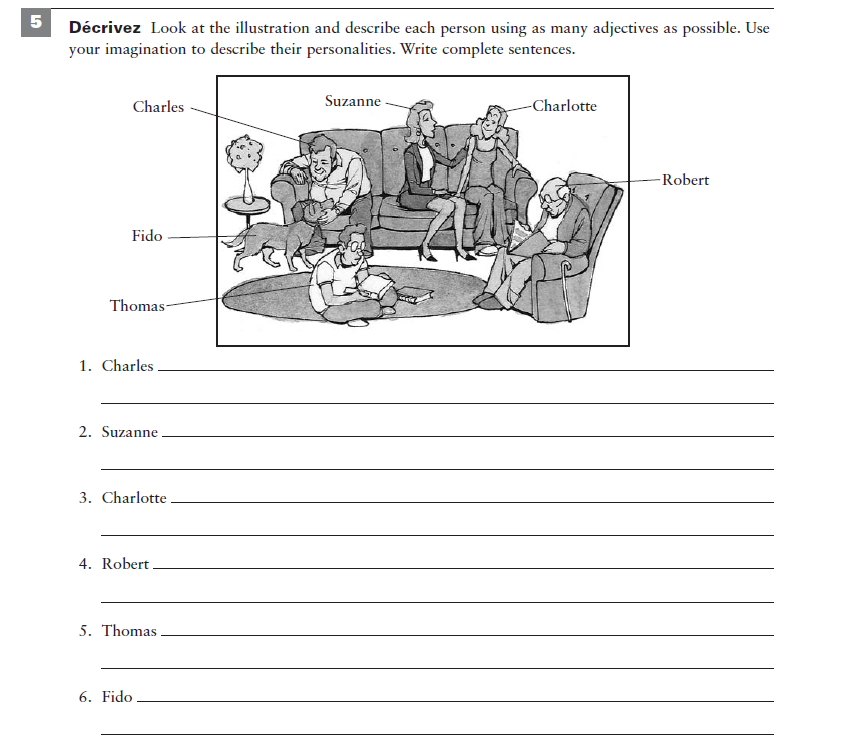 5
Décrivez Look at the illustration and describe each person using as many adjectives as possible. Use
your imagination to describe their personalities. Write complete sentences.
Charles
Suzanne
Charlotte
Robert
Fido
Thomas
1. Charles
2. Suzanne
3. Charlotte
4. Robert
5. Thomas
6. Fido